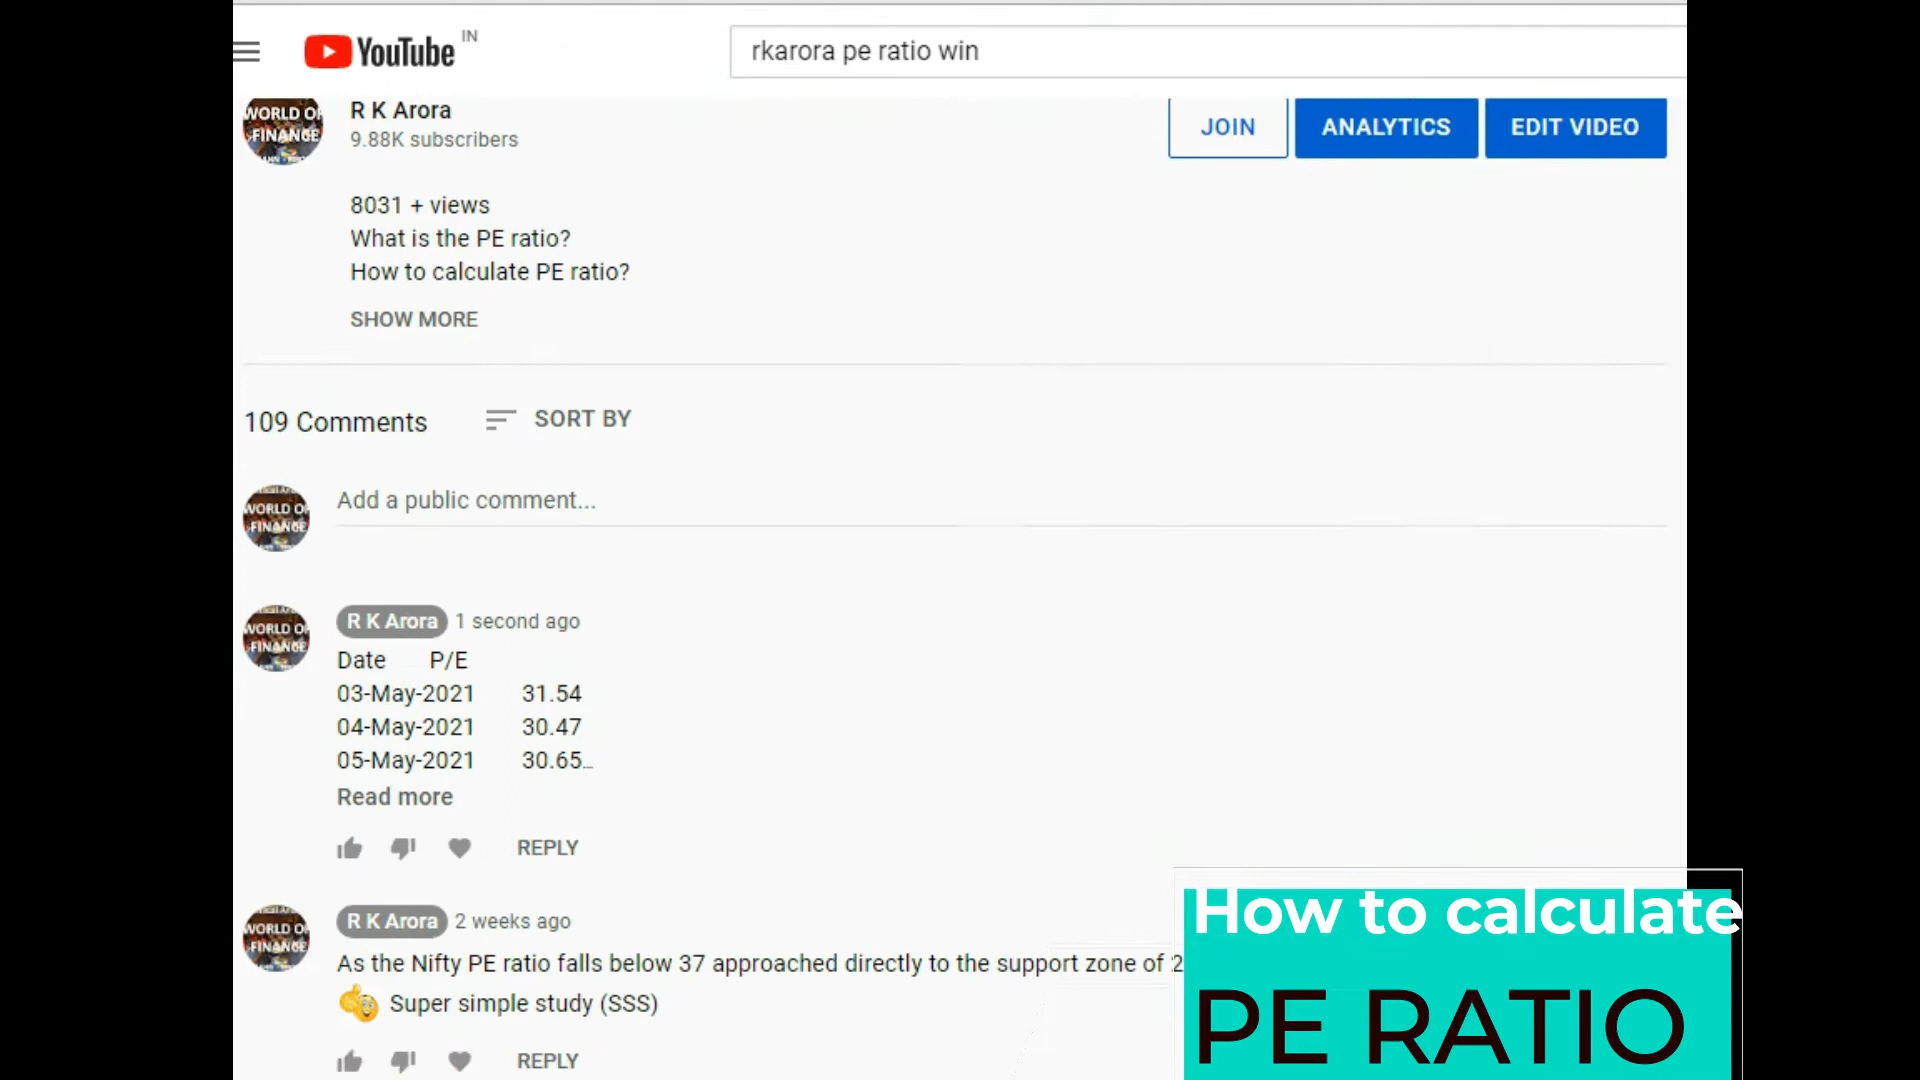 YouTube IN
rkarora pe ratio win
R K Arora
9.88K subscribers
JOIN
ANALYTICS
EDIT VIDEO
8031 + views
What is the PE ratio?
How to calculate PE ratio?
SHOW MORE
109 Comments
SORT BY
WORLD OF
FINANCE
Add a public comment...
R K Arora 1 second ago
Date P/E
03-May-2021 31.54
04-May-2021 30.47
05-May-2021 30.65...
Read more
REPLY
R K Arora 2 weeks ago
As the Nifty PE ratio falls below 37 approached directly to the support zone of
Super simple study (SSS)
REPLY
How to calculate
PE RATIO